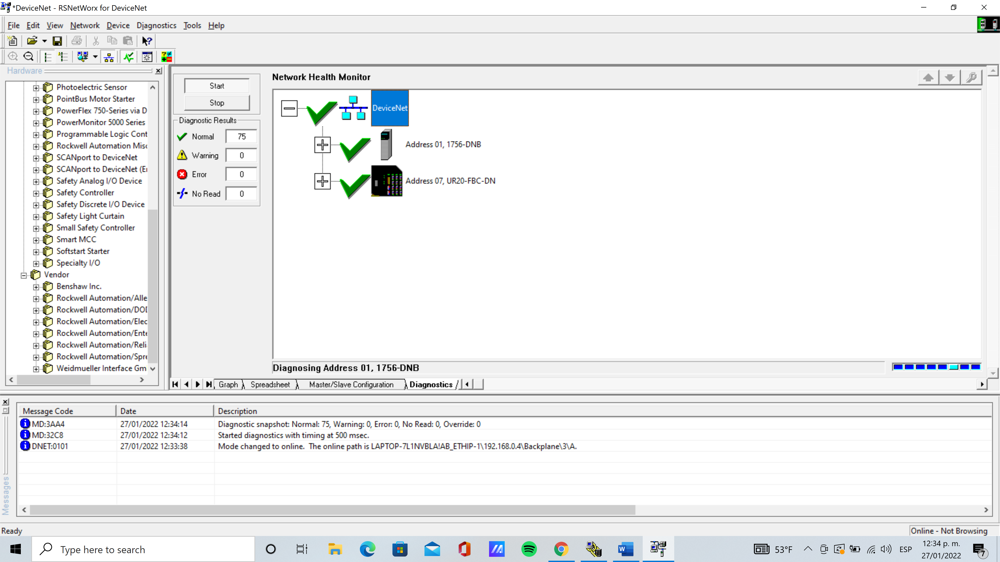 *DeviceNet - RSNetWorx for DeviceNet
File Edit View Network Device Diagnostics Tools Help
Hardware
Photoelectric Sensor
PointBus Motor Starter
PowerFlex 750-Series via D
PowerMonitor 5000 Series
Programmable Logic Cont
Rockwell Automation Misc
SCANport to DeviceNet
SCANport to DeviceNet (E
Safety Analog I/O Device
Safety Controller
Safety Discrete I/O Device
Safety Light Curtain
Small Safety Controller
Smart MCC
Softstart Starter
Specialty I/O
Vendor
Benshaw Inc.
Rockwell Automation/Alle
Rockwell Automation/DOD
Rockwell Automation/Elec
Rockwell Automation/Ente
Rockwell Automation/Reli
Rockwell Automation/Spre
Weidmueller Interface Gm
Start
Stop
Diagnostic Results
Normal 75
Warning 0
Error 0
No Read 0
Network Health Monitor
DeviceNet
Address 01, 1756-DNB
Address 07, UR20-FBC-DN
Diagnosing Address 01, 1756-DNB
Graph Spreadsheet Master/Slave Configuration Diagnostics
Messages
Message Code Date Description
MD:3AA4 27/01/2022 12:34:14 Diagnostic snapshot: Normal: 75, Warning: 0, Error: 0, No Read: 0, Override: 0
MD:32C8 27/01/2022 12:34:12 Started diagnostics with timing at 500 msec.
DNET:0101 27/01/2022 12:33:38 Mode changed to online. The online path is LAPTOP-7L1NVBLA!AB_ETHIP-1\192.168.0.4\Backplane\3\A.
Ready
Online - Not Browsing
Type here to search
53°F
ESP
12:34 p. m.
27/01/2022
7